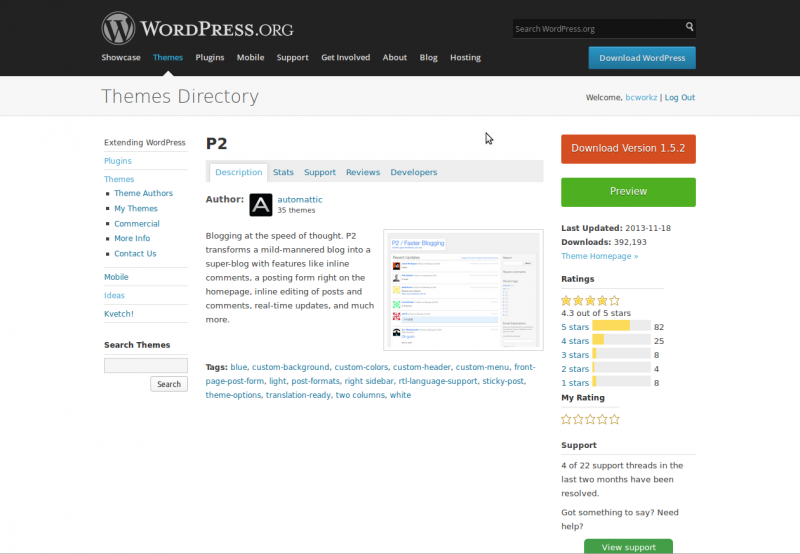 WORDPRESS.ORG
Search WordPress.org
Showcase Themes Plugins Mobile Support Get Involved About Blog Hosting
Download WordPress
Themes Directory
Welcome, bcworkz | Log Out
Extending WordPress
Plugins
Themes
Theme Authors
My Themes
Commercial
More Info
Contact Us
Mobile
Ideas
Kvetch!
Search Themes
Search
P2
Description Stats Support Reviews Developers
Author: automattic
35 themes
Blogging at the speed of thought. P2
transforms a mild-mannered blog into a
super-blog with features like inline
comments, a posting form right on the
homepage, inline editing of posts and
comments, real-time updates, and much
more.
P2 / Faster Blogging
Recent Updates
Tags: blue, custom-background, custom-colors, custom-header, custom-menu, front-
page-post-form, light, post-formats, right sidebar, rtl-language-support, sticky-post,
theme-options, translation-ready, two columns, white
Download Version 1.5.2
Preview
Last Updated: 2013-11-18
Downloads: 392,193
Theme Homepage »
Ratings
4.3 out of 5 stars
5 stars 82
4 stars 25
3 stars 8
2 stars 4
1 stars 8
My Rating
Support
4 of 22 support threads in the
last two months have been
resolved.
Got something to say? Need
help?
View support